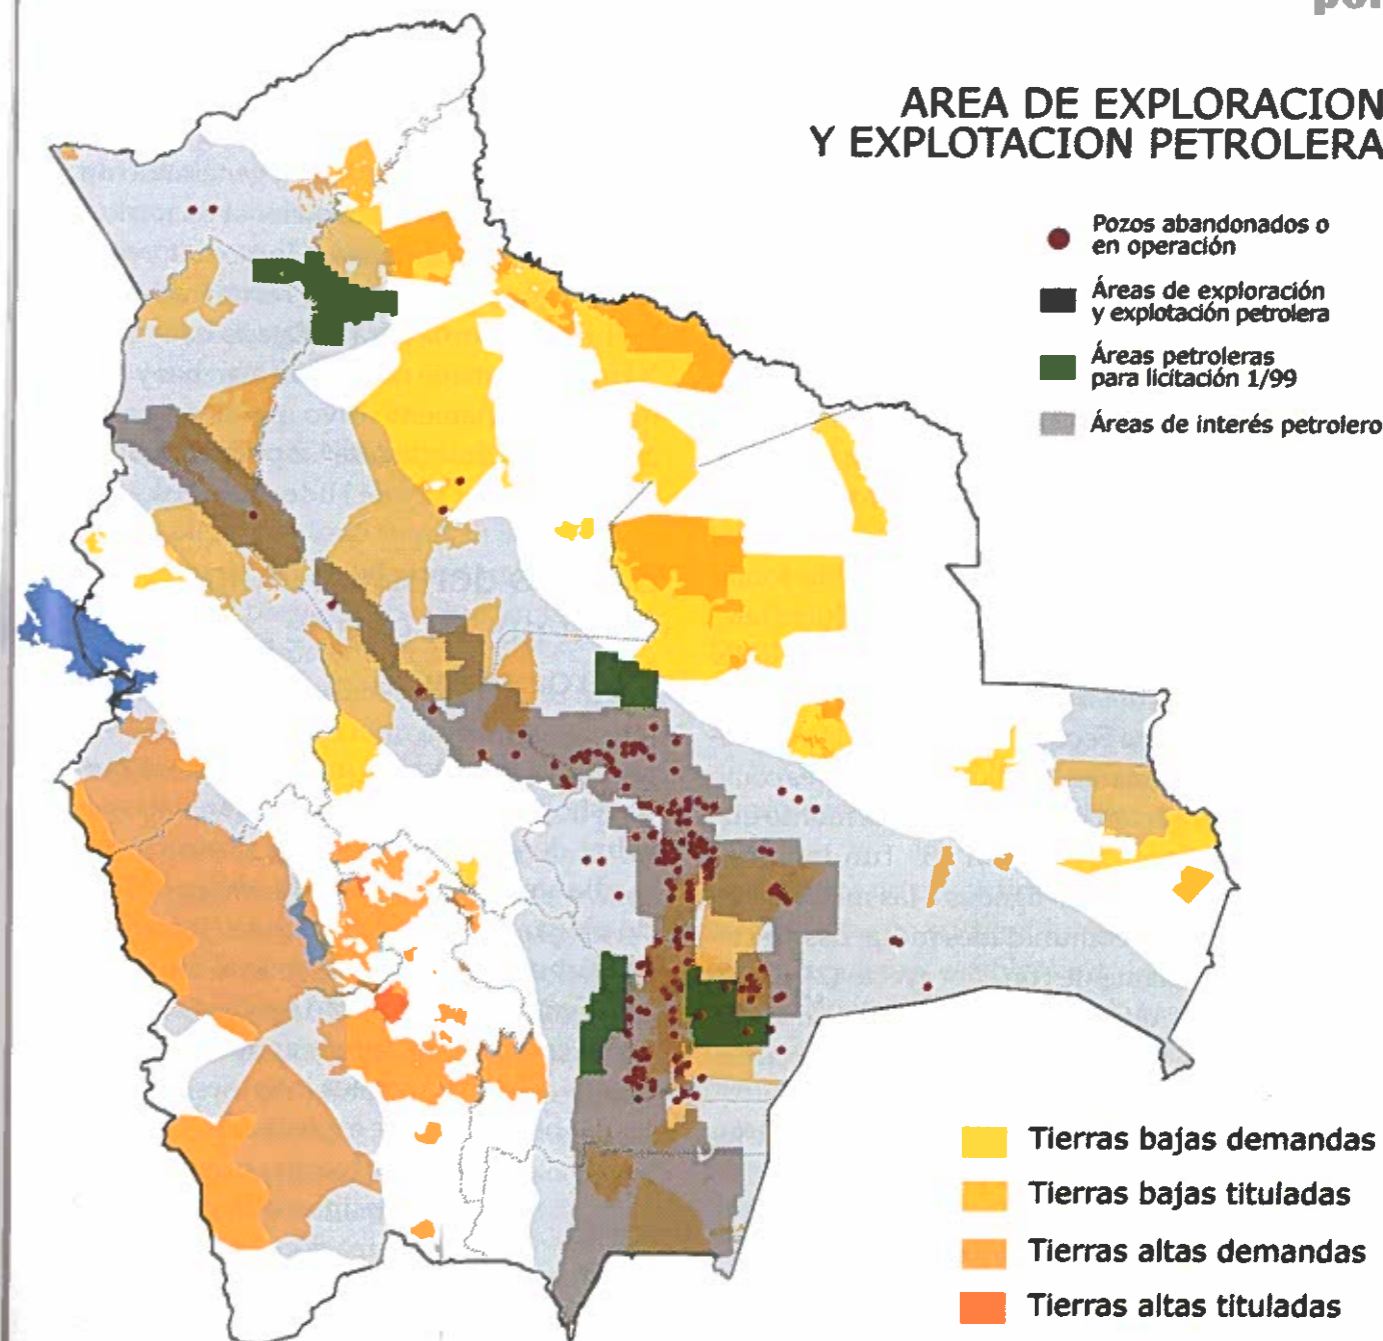 AREA DE EXPLORACION
Y EXPLOTACION PETROLERA
Pozos abandonados o
en operación
Áreas de exploración
y explotación petrolera
Áreas petroleras
para licitación 1/99
Áreas de interés petrolero
Tierras bajas demandas
Tierras bajas tituladas
Tierras altas demandas
Tierras altas tituladas